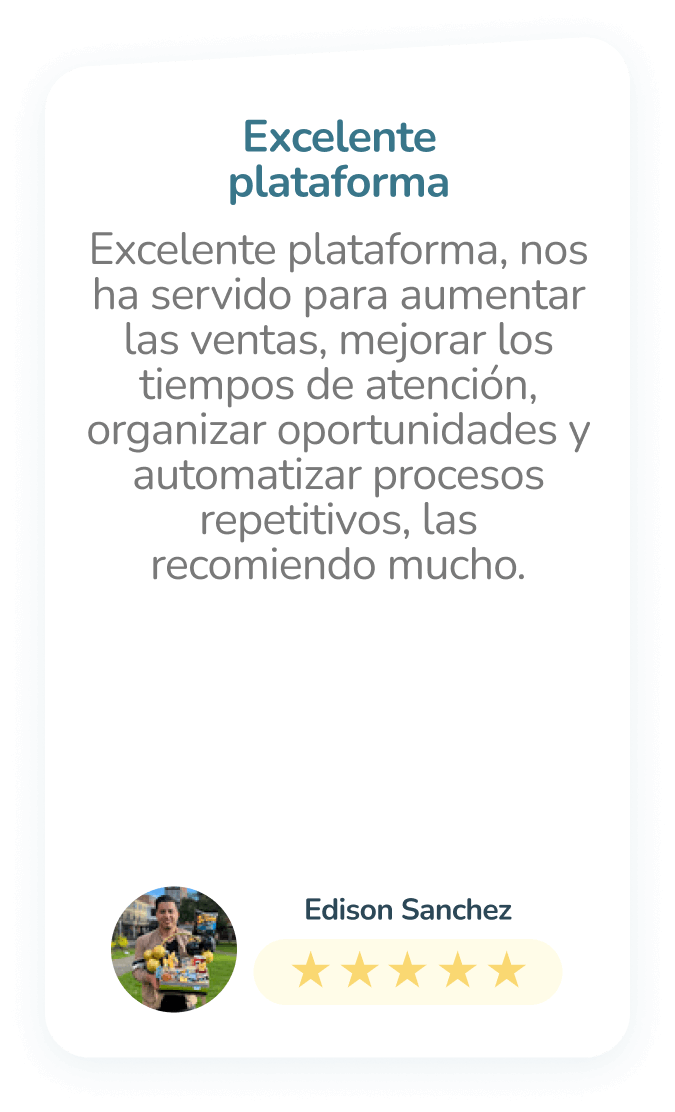 Excelente
plataforma
Excelente plataforma, nos
ha servido para aumentar
las ventas, mejorar los
tiempos de atención,
organizar oportunidades y
automatizar procesos
repetitivos, las
recomiendo mucho.
Edison Sanchez